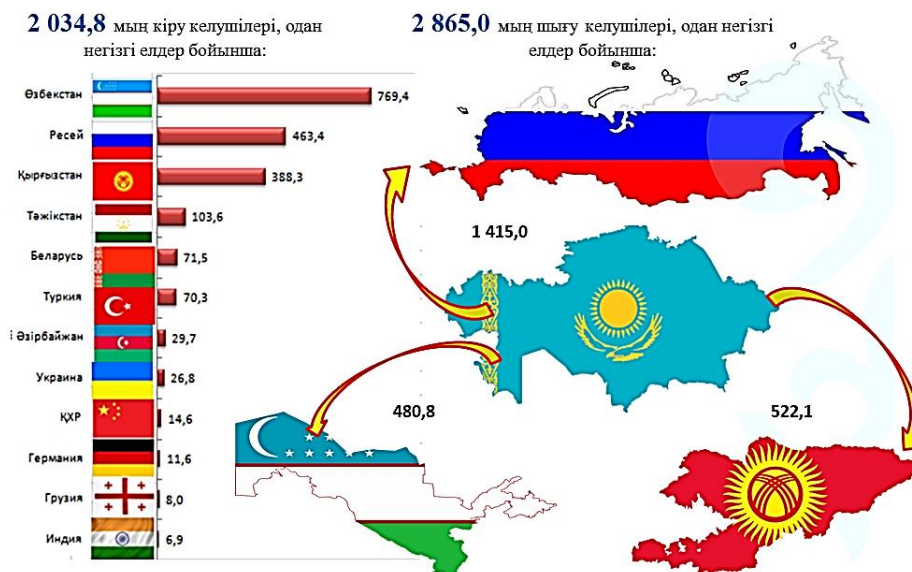 2 034,8 мың кіру келушілері, одан
негізгі елдер бойынша:
Өзбекстан 769,4
Ресей 463,4
Қырғызстан 388,3
Тәжікстан 103,6
Беларусь 71,5
Туркия 70,3
Әзірбайжан 29,7
Украина 26,8
ҚХР 14,6
Германия 11,6
Грузия 8,0
Индия 6,9
2 865,0 мың шығу келушілері, одан негізгі
елдер бойынша:
1 415,0
480,8
522,1